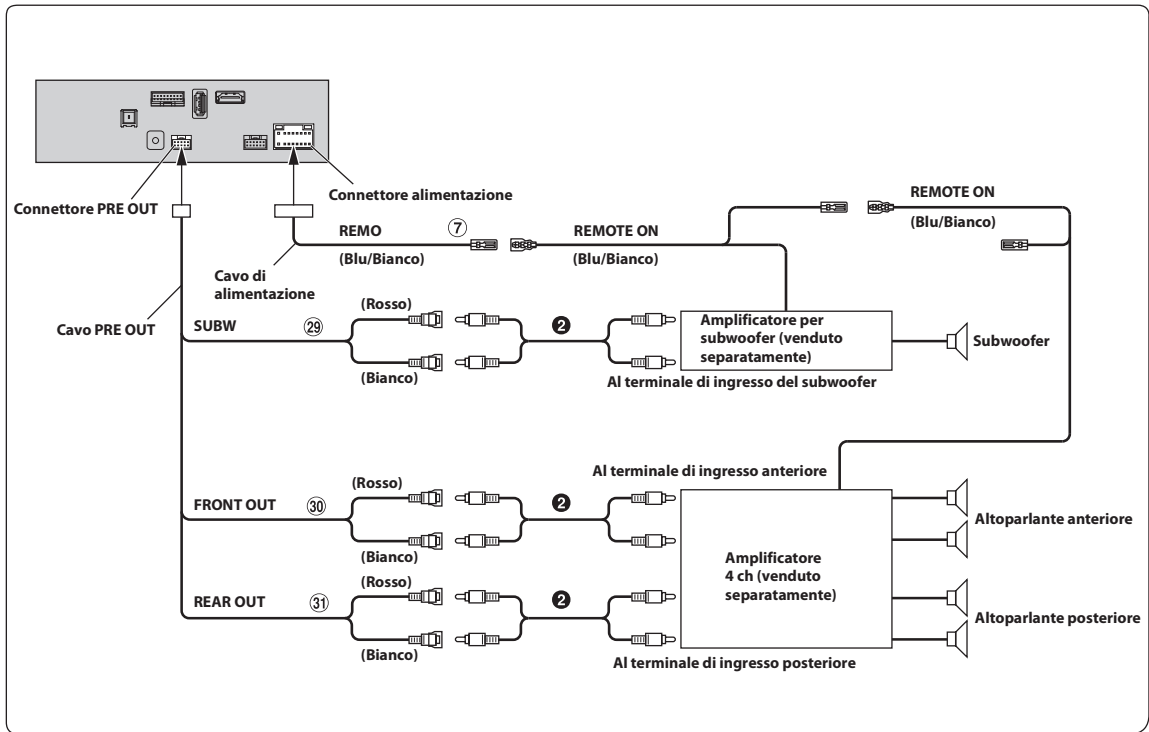 Connettore alimentazione
REMOTE ON
Connettore PRE OUT
(Blu/Bianco)
REMO
⑦
REMOTE ON
(Blu/Bianco)
(Blu/Bianco)
Cavo di
alimentazione
Cavo PRE OUT
SUBW
㉙
(Rosso)
(Bianco)
❷
Amplificatore per
subwoofer (venduto
separatamente)
Subwoofer
Al terminale di ingresso del subwoofer
Al terminale di ingresso anteriore
FRONT OUT
㉚
(Rosso)
(Bianco)
❷
Altoparlante anteriore
Amplificatore
4 ch (venduto
separatamente)
REAR OUT
㉛
(Rosso)
(Bianco)
❷
Altoparlante posteriore
Al terminale di ingresso posteriore